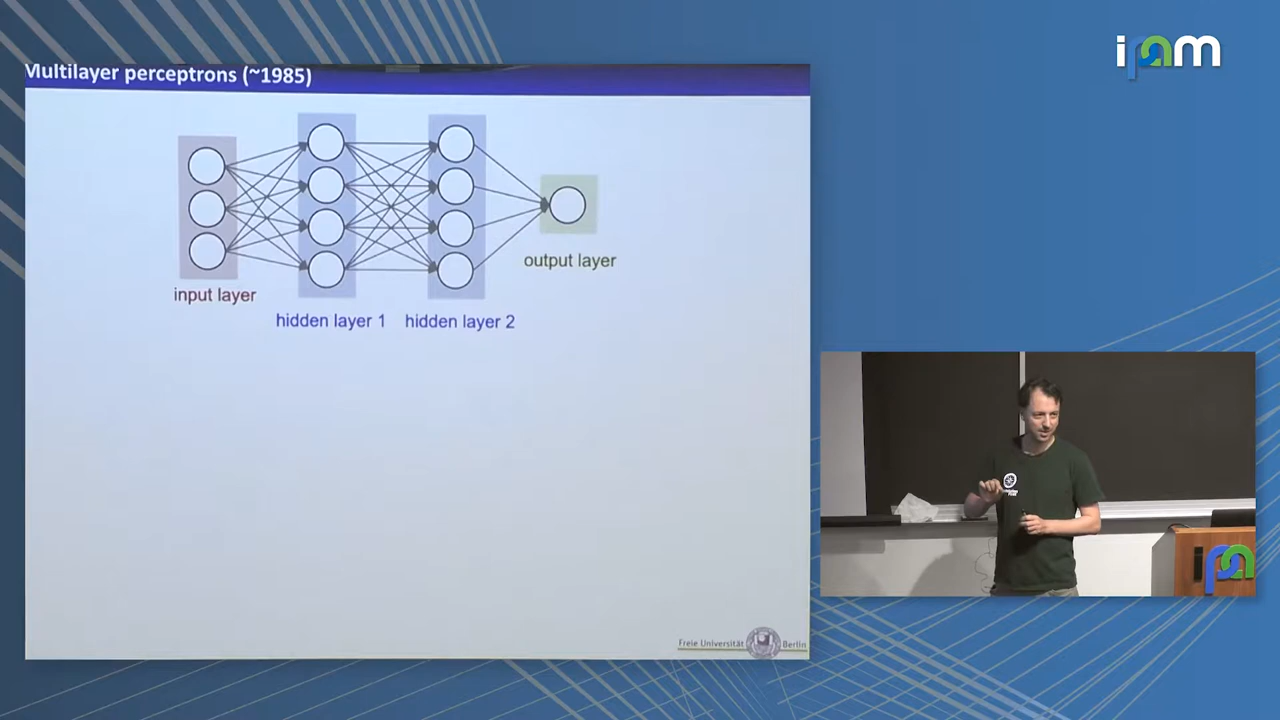 Multilayer perceptrons (~1985)
ipam
input layer
hidden layer 1
hidden layer 2
output layer
Freie Universität Berlin